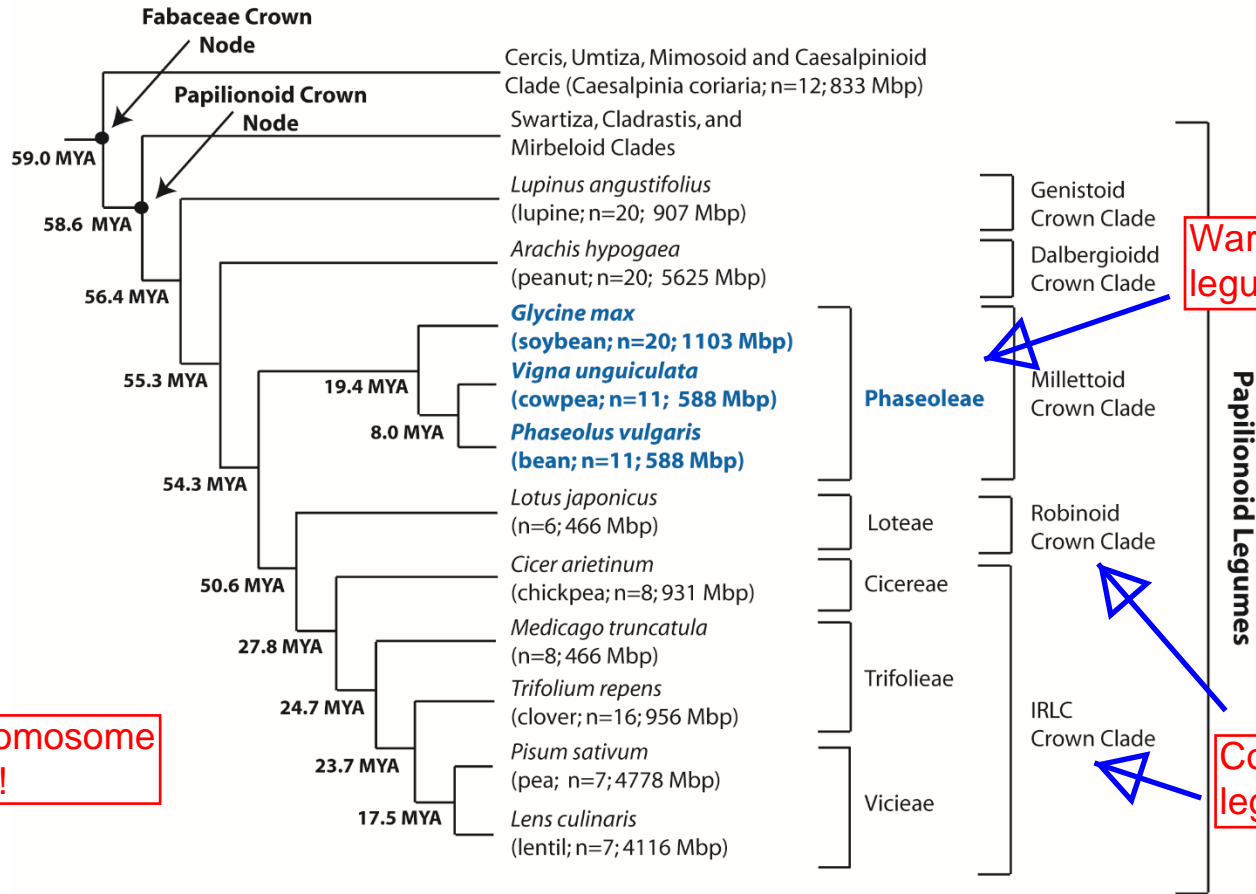 Fabaceae Crown
Node
Papilionoid Crown
Node
59.0 MYA
58.6 MYA
56.4 MYA
55.3 MYA
54.3 MYA
19.4 MYA
8.0 MYA
50.6 MYA
27.8 MYA
24.7 MYA
23.7 MYA
17.5 MYA
Cercis, Umtiza, Mimosoid and Caesalpinioid
Clade (Caesalpinia coriaria; n=12; 833 Mbp)
Swartiza, Cladrastis, and
Mirbeloid Clades
Lupinus angustifolius
(lupine; n=20; 907 Mbp)
Arachis hypogaea
(peanut; n=20; 5625 Mbp)
Glycine max
(soybean; n=20; 1103 Mbp)
Vigna unguiculata
(cowpea; n=11; 588 Mbp)
Phaseolus vulgaris
(bean; n=11; 588 Mbp)
Lotus japonicus
(n=6; 466 Mbp)
Cicer arietinum
(chickpea; n=8; 931 Mbp)
Medicago truncatula
(n=8; 466 Mbp)
Trifolium repens
(clover; n=16; 956 Mbp)
Pisum sativum
(pea; n=7; 4778 Mbp)
Lens culinaris
(lentil; n=7; 4116 Mbp)
Phaseoleae
Loteae
Cicereae
Trifolieae
Vicieae
Genistoid
Crown Clade
Dalbergioidd
Crown Clade
Millettoid
Crown Clade
Robinoid
Crown Clade
IRLC
Crown Clade
Papilionoid Legumes
War
legu
Co
leg
omosome
!